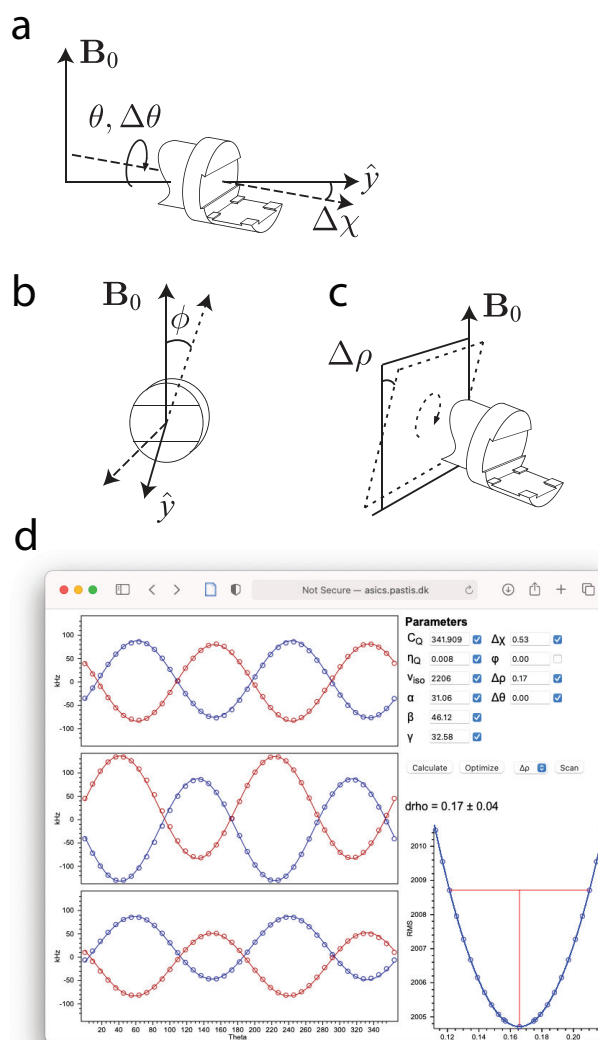 a
B₀
θ, Δθ
ŷ
Δχ
b
c
B₀
ϕ
ŷ
B₀
Δρ
d
Not Secure — asics.pastis.dk
100
50
0
-50
-100
kHz
100
50
0
-50
-100
kHz
100
50
0
-50
-100
kHz
20 40 60 80 100 120 140 160 180 200 220 240 260 280 300 320 340
Theta
Parameters
C_Q 341.909 Δχ 0.53
η_Q 0.008 φ 0.00
ν_iso 2206 Δρ 0.17
α 31.06 Δθ 0.00
β 46.12
γ 32.58
Calculate Optimize Δρ Scan
drho = 0.17 ± 0.04
2010
2009
2008
2007
2006
2005
RMS
0.12 0.14 0.16 0.18 0.20